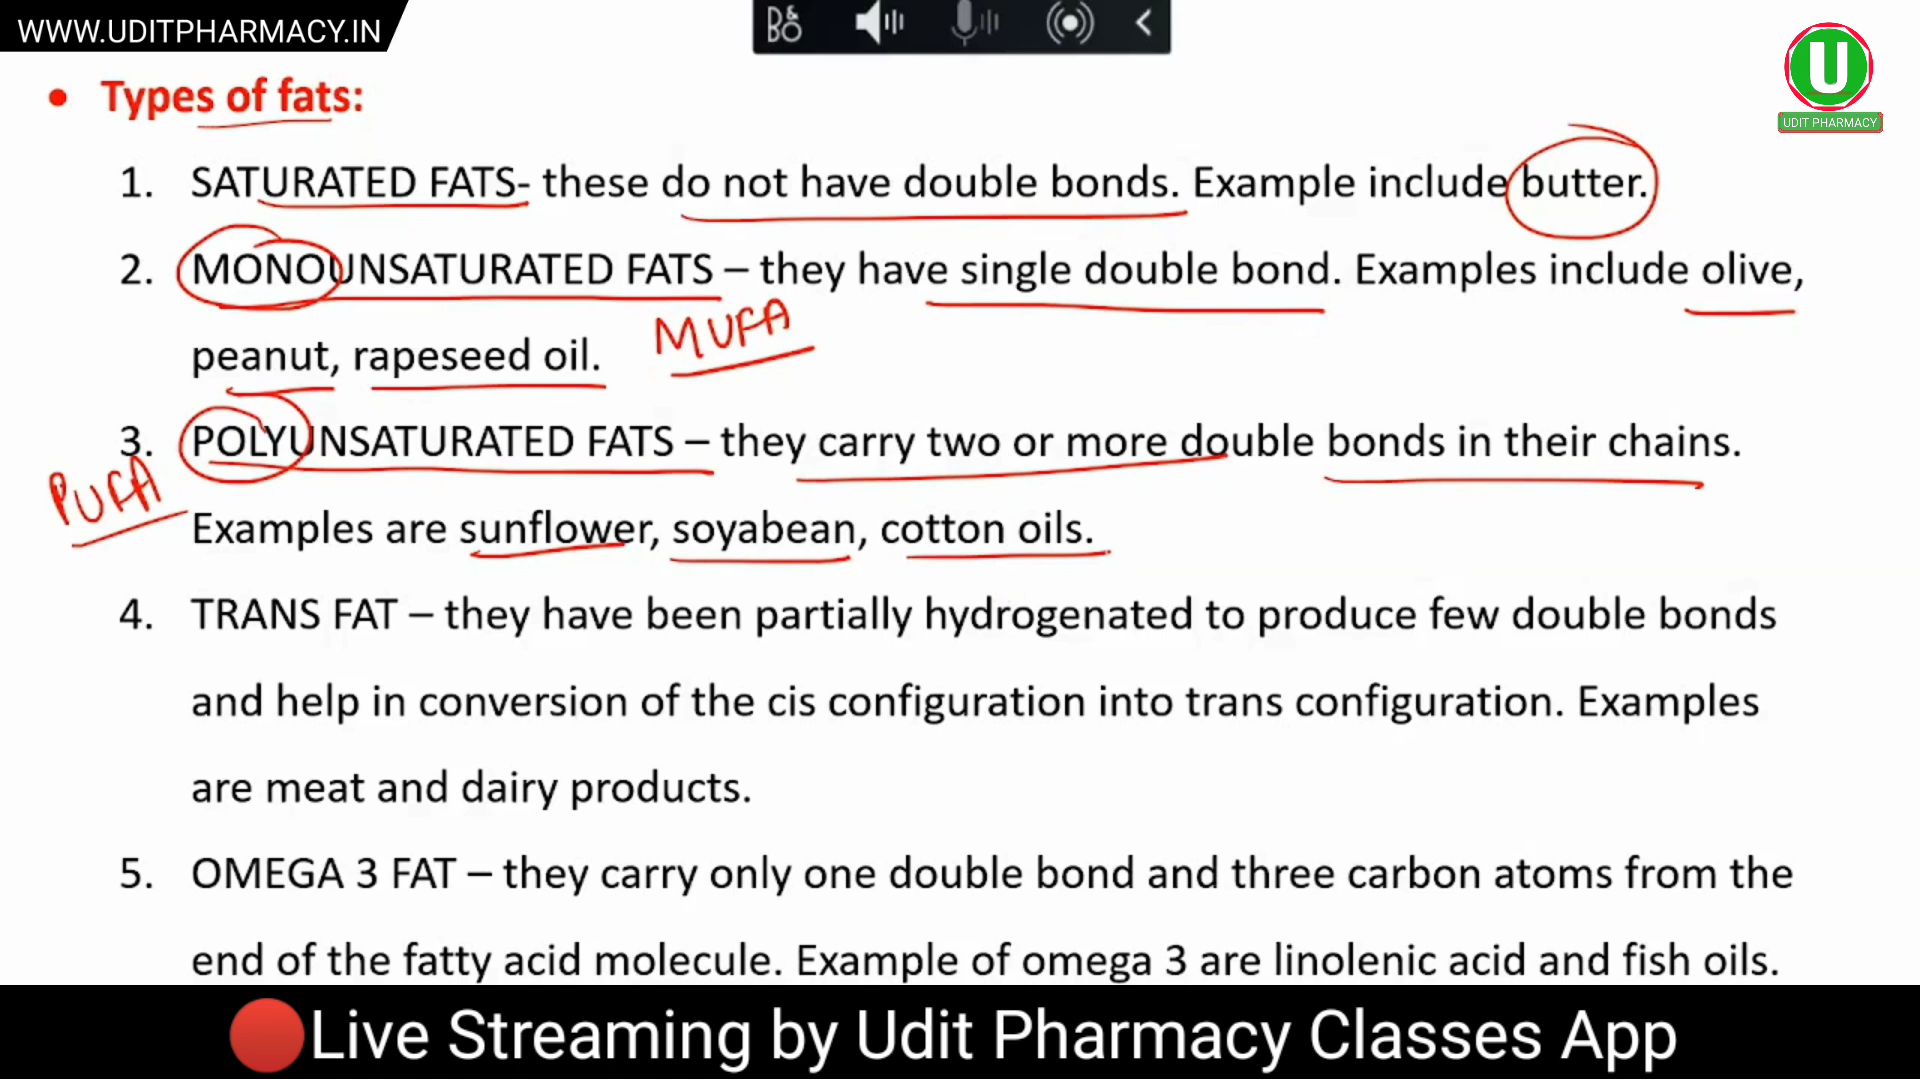 WWW.UDITPHARMACY.IN
U
UDIT PHARMACY
• Types of fats:
1. SATURATED FATS- these do not have double bonds. Example include butter.
2. MONOUNSATURATED FATS – they have single double bond. Examples include olive,
peanut, rapeseed oil. MUFA
3. POLYUNSATURATED FATS – they carry two or more double bonds in their chains.
PUFA
Examples are sunflower, soyabean, cotton oils.
4. TRANS FAT – they have been partially hydrogenated to produce few double bonds
and help in conversion of the cis configuration into trans configuration. Examples
are meat and dairy products.
5. OMEGA 3 FAT – they carry only one double bond and three carbon atoms from the
end of the fatty acid molecule. Example of omega 3 are linolenic acid and fish oils.
Live Streaming by Udit Pharmacy Classes App